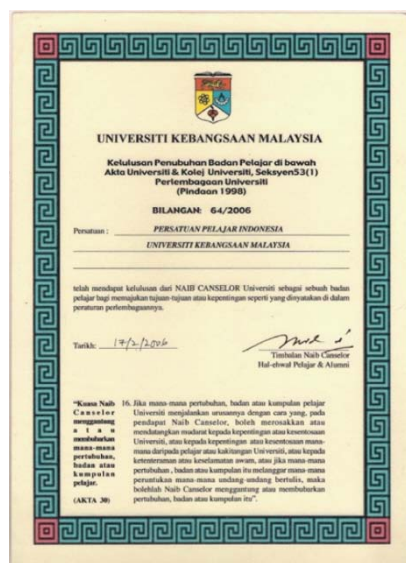 UNIVERSITI KEBANGSAAN MALAYSIA
Kelulusan Penubuhan Badan Pelajar di bawah
Akta Universiti & Kolej Universiti, Seksyen53(1)
Perlembagaan Universiti
(Pindaan 1998)
BILANGAN: 64/2006
Persatuan : PERSATUAN PELAJAR INDONESIA
UNIVERSITI KEBANGSAAN MALAYSIA
telah mendapat kelulusan dari NAIB CANSELOR Universiti sebagai sebuah badan
pelajar bagi memajukan tujuan-tujuan atau kepentingan seperti yang dinyatakan di dalam
peraturan perlembagaannya.
Tarikh: 17/2/2006
Timbalan Naib Canselor
Hal-ehwal Pelajar & Alumni
"Kuasa Naib
Canselor
menggantung
atau
membubarkan
mana-mana
pertubuhan,
badan atau
kumpulan
pelajar.
(AKTA 30)
16. Jika mana-mana pertubuhan, badan atau kumpulan pelajar
Universiti menjalankan urusannya dengan cara yang, pada
pendapat Naib Canselor, boleh merosakkan atau
mendatangkan mudarat kepada kepentingan atau kesentosaan
Universiti, atau kepada kepentingan atau kesentosaan mana-
mana daripada pelajar atau kakitangan Universiti, atau kepada
ketenteraman atau keselamatan awam, atau jika mana-mana
pertubuhan, badan atau kumpulan itu melanggar mana-mana
peruntukan mana-mana undang-undang bertulis, maka
bolehlah Naib Canselor menggantung atau membubarkan
pertubuhan, badan atau kumpulan itu".